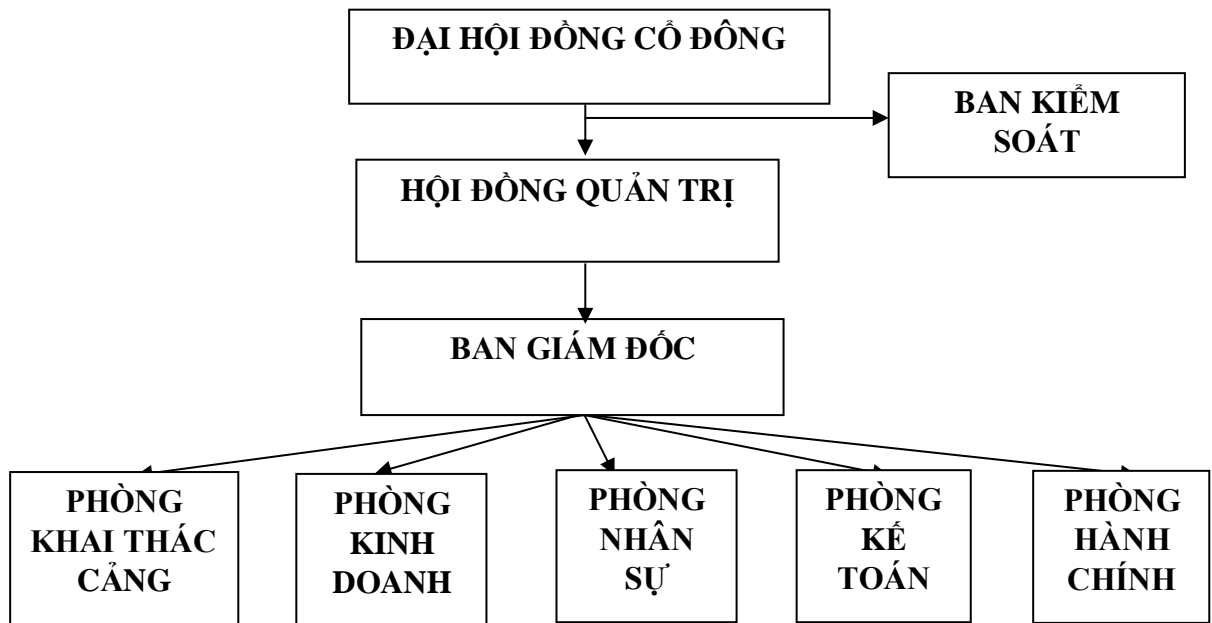 ĐẠI HỘI ĐỒNG CỔ ĐÔNG
BAN KIỂM
SOÁT
HỘI ĐỒNG QUẢN TRỊ
BAN GIÁM ĐỐC
PHÒNG
KHAI THÁC
CẢNG
PHÒNG
KINH
DOANH
PHÒNG
NHÂN
SỰ
PHÒNG
KẾ
TOÁN
PHÒNG
HÀNH
CHÍNH